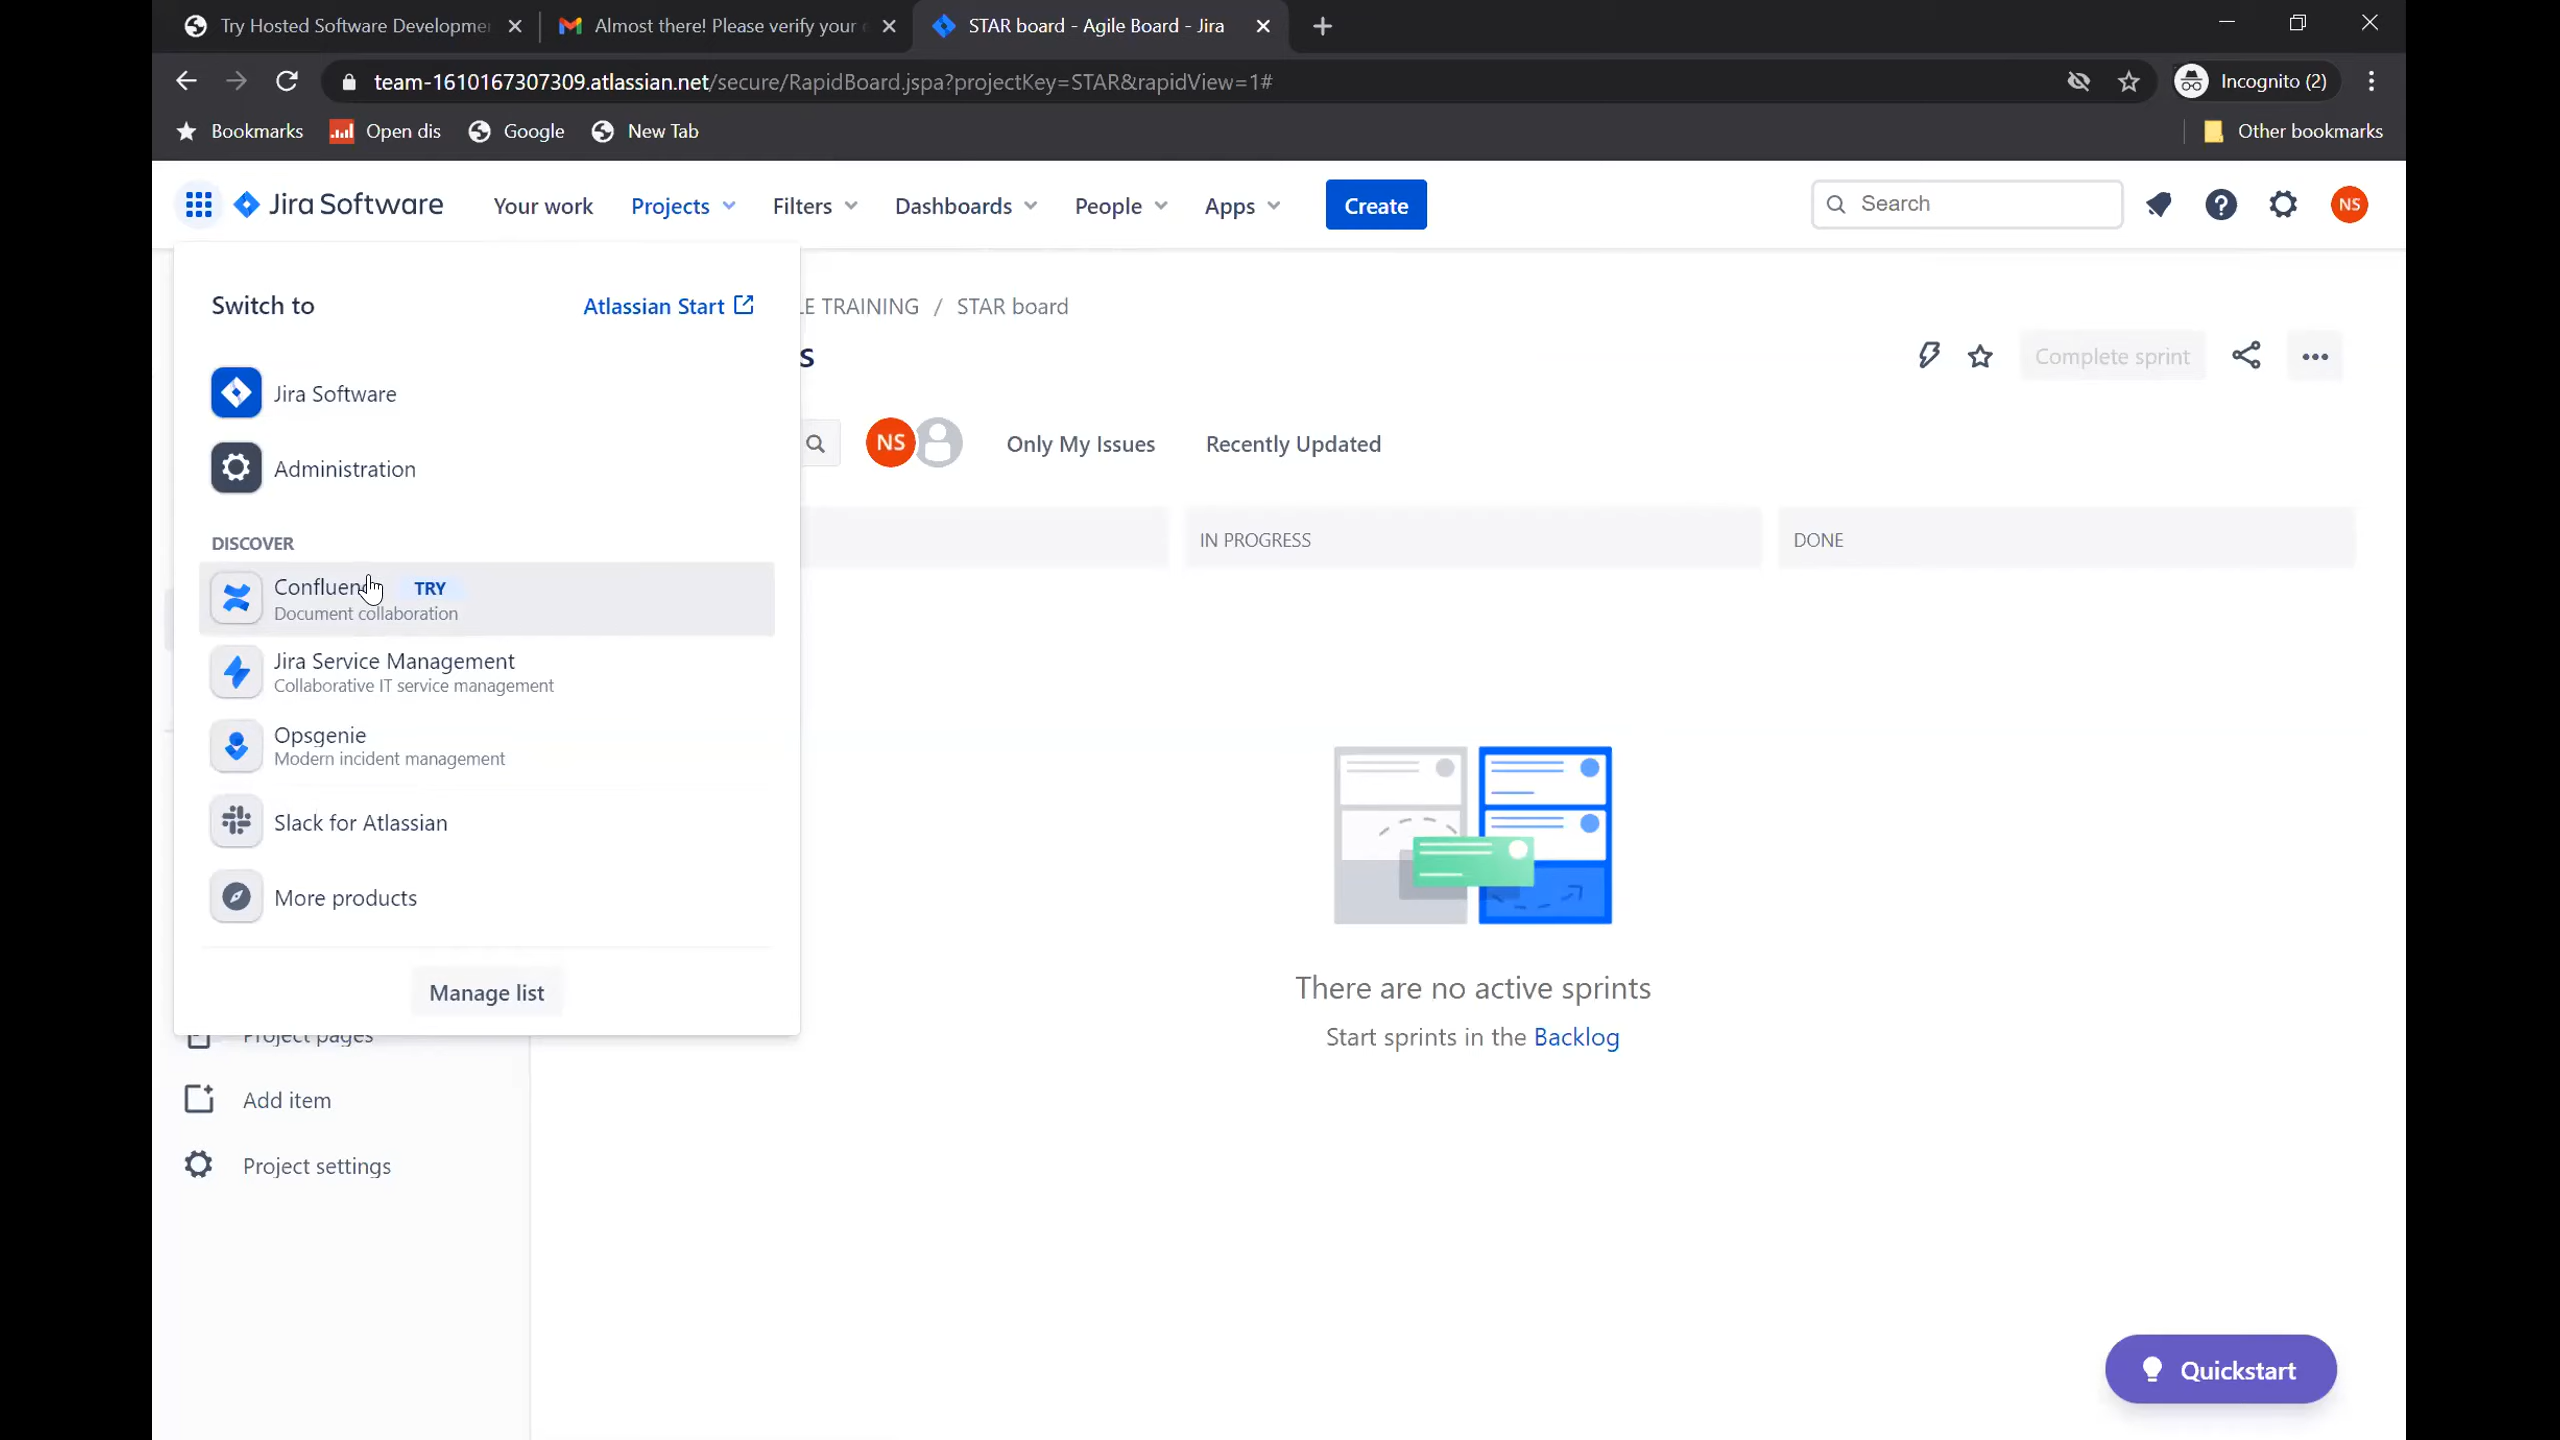 Try Hosted Software Developme
Almost there! Please verify your e
STAR board - Agile Board - Jira
team-1610167307309.atlassian.net/secure/RapidBoard.jspa?projectKey=STAR&rapidView=1#
Incognito (2)
Bookmarks
Open dis
Google
New Tab
Other bookmarks
Jira Software
Your work
Projects
Filters
Dashboards
People
Apps
Create
Search
NS
Switch to
Atlassian Start
LE TRAINING / STAR board
s
Complete sprint
Jira Software
Administration
NS
Only My Issues
Recently Updated
DISCOVER
IN PROGRESS
DONE
Confluen
TRY
Document collaboration
Jira Service Management
Collaborative IT service management
Opsgenie
Modern incident management
Slack for Atlassian
More products
Manage list
There are no active sprints
Start sprints in the Backlog
Project pages
Add item
Project settings
Quickstart